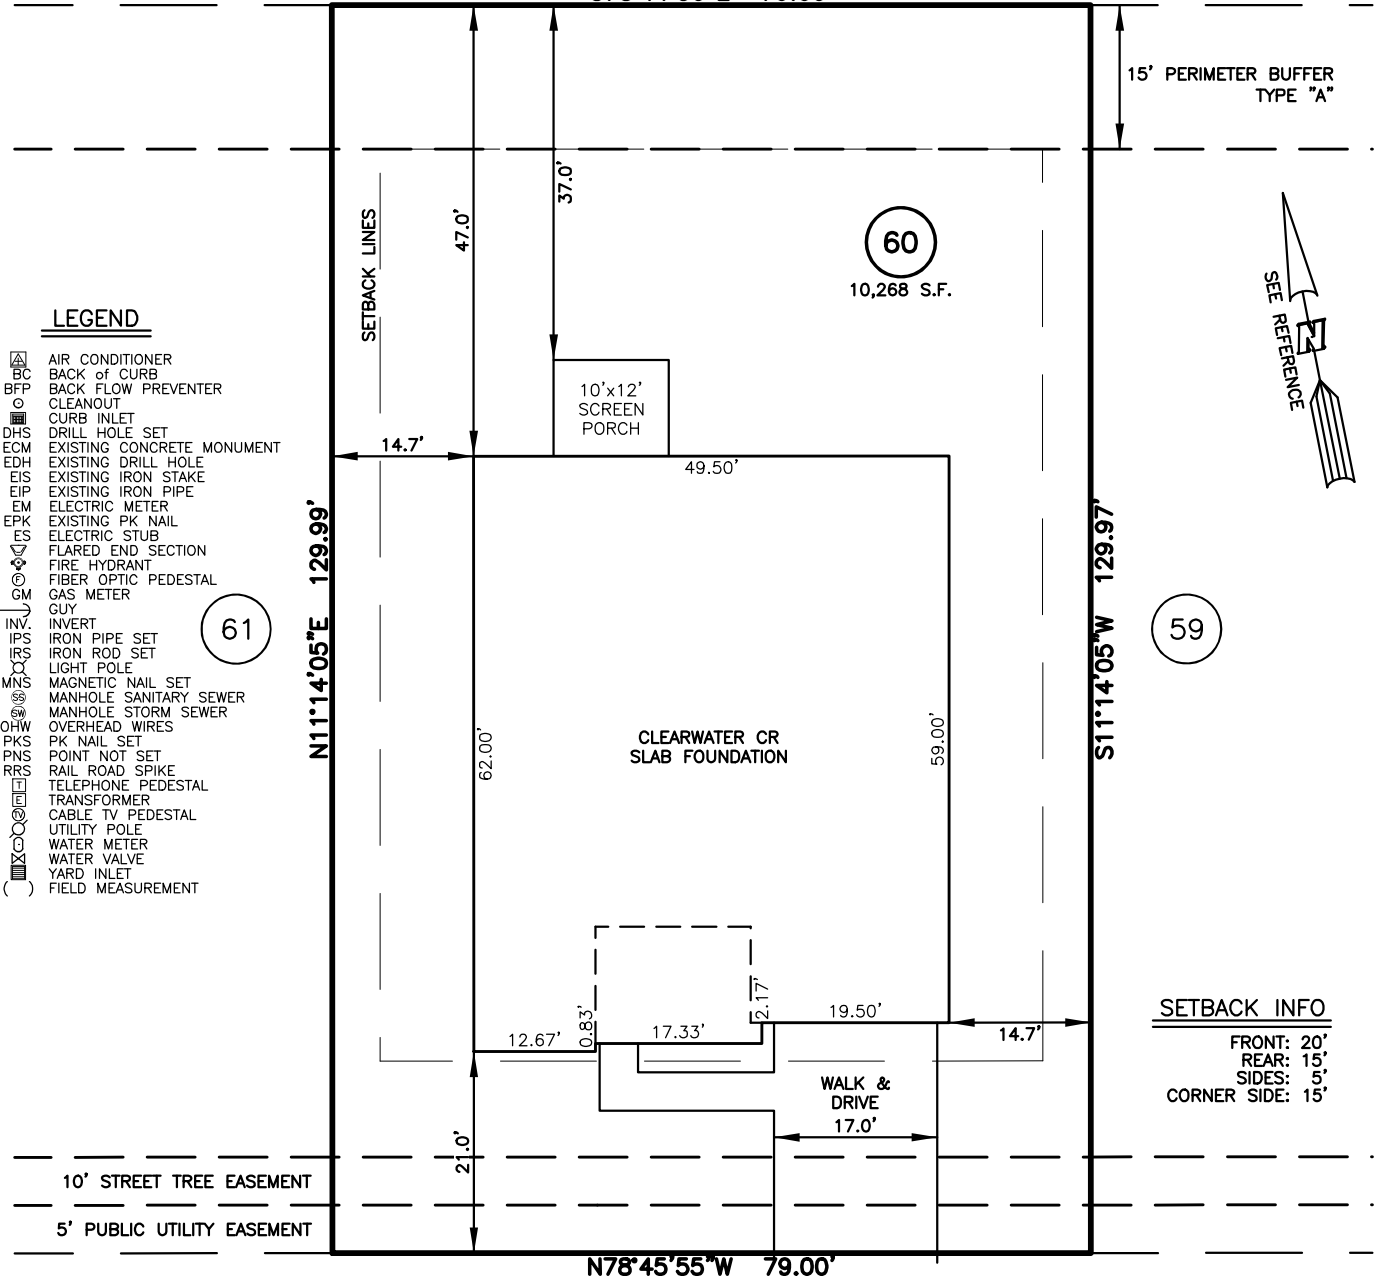 15' PERIMETER BUFFER
TYPE "A"
37.0'
47.0'
SETBACK LINES
60
10,268 S.F.
SEE REFERENCE
N
LEGEND
A AIR CONDITIONER
BC BACK of CURB
BFP BACK FLOW PREVENTER
CLEANOUT
CURB INLET
DHS DRILL HOLE SET
ECM EXISTING CONCRETE MONUMENT
EDH EXISTING DRILL HOLE
EIS EXISTING IRON STAKE
EIP EXISTING IRON PIPE
EM ELECTRIC METER
EPK EXISTING PK NAIL
ES ELECTRIC STUB
FLARED END SECTION
FIRE HYDRANT
F FIBER OPTIC PEDESTAL
GM GAS METER
GUY
INV. INVERT
IPS IRON PIPE SET
IRS IRON ROD SET
LIGHT POLE
MNS MAGNETIC NAIL SET
SS MANHOLE SANITARY SEWER
SW MANHOLE STORM SEWER
OHW OVERHEAD WIRES
PKS PK NAIL SET
PNS POINT NOT SET
RRS RAIL ROAD SPIKE
T TELEPHONE PEDESTAL
E TRANSFORMER
TV CABLE TV PEDESTAL
UTILITY POLE
WATER METER
WATER VALVE
YARD INLET
( ) FIELD MEASUREMENT
10'x12'
SCREEN
PORCH
14.7'
49.50'
N11°14'05"E 129.99'
S11°14'05"W 129.97'
61
59
62.00'
CLEARWATER CR
SLAB FOUNDATION
59.00'
12.67'
0.83'
17.33'
2.17'
19.50'
14.7'
SETBACK INFO
FRONT: 20'
REAR: 15'
SIDES: 5'
CORNER SIDE: 15'
WALK &
DRIVE
17.0'
21.0'
10' STREET TREE EASEMENT
5' PUBLIC UTILITY EASEMENT
N78°45'55"W 79.00'